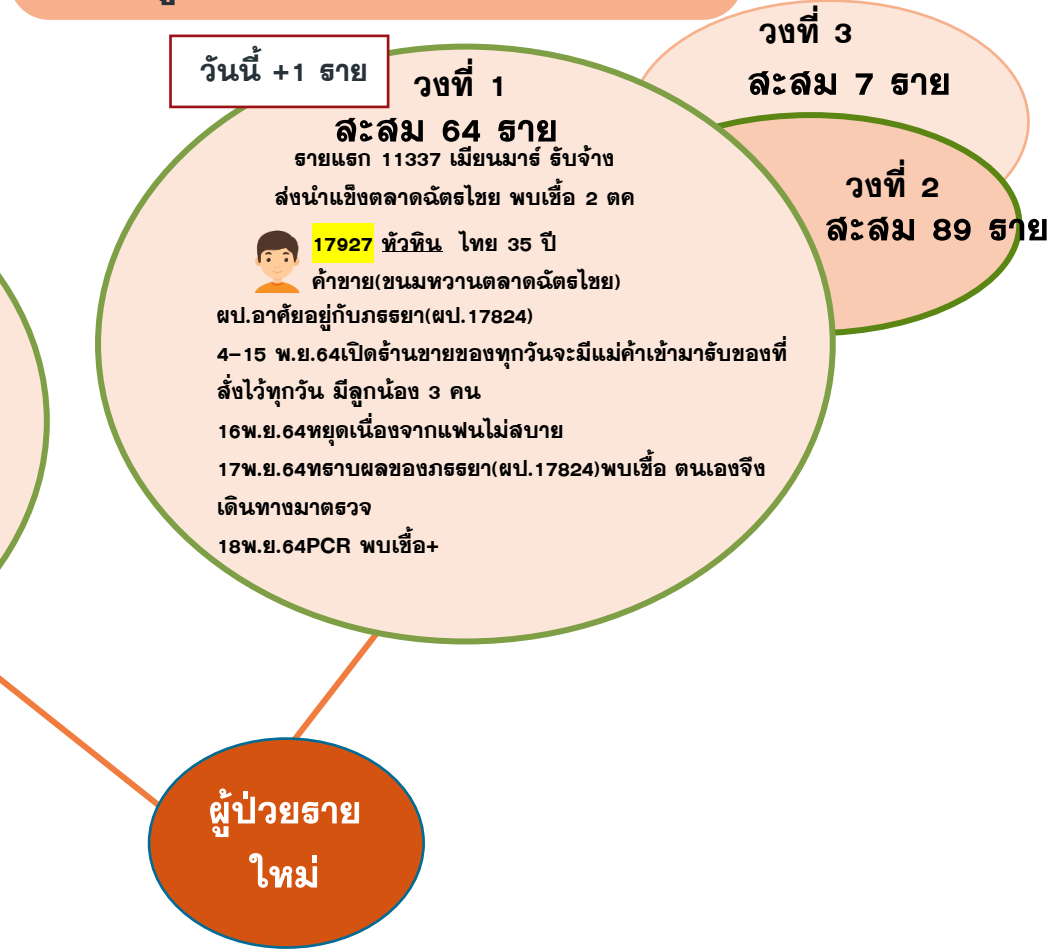 วันนี้ +1 ราย
วงที่ 1
สะสม 64 ราย
รายแรก 11337 เมียนมาร์ รับจ้าง
ส่งนำแข็งตลาดฉัตรไชย พบเชื้อ 2 ตค
17927 หัวหิน ไทย 35 ปี
ค้าขาย(ขนมหวานตลาดฉัตรไชย)
ผป.อาศัยอยู่กับภรรยา(ผป.17824)
4-15 พ.ย.64เปิดร้านขายของทุกวันจะมีแม่ค้าเข้ามารับของที่
สั่งไว้ทุกวัน มีลูกน้อง 3 คน
16พ.ย.64หยุดเนื่องจากแฟนไม่สบาย
17พ.ย.64ทราบผลของภรรยา(ผป.17824)พบเชื้อ ตนเองจึง
เดินทางมาตรวจ
18พ.ย.64PCR พบเชื้อ+
วงที่ 3
สะสม 7 ราย
วงที่ 2
สะสม 89 ราย
ผู้ป่วยราย
ใหม่